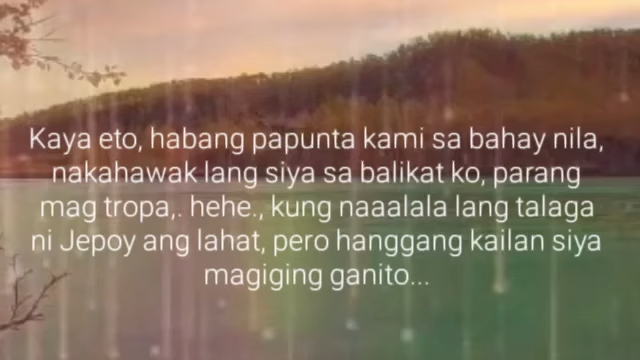 Kaya eto, habang papunta kami sa bahay nila,
nakahawak lang siya sa balikat ko, parang
mag tropa,. hehe., kung naaalala lang talaga
ni Jepoy ang lahat, pero hanggang kailan siya
magiging ganito...